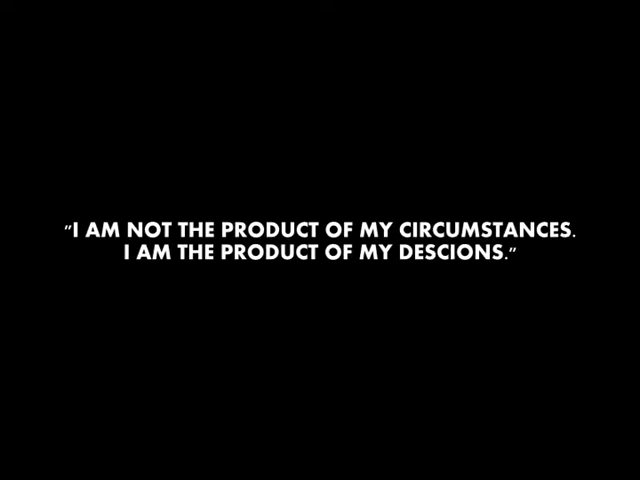 "I AM NOT THE PRODUCT OF MY CIRCUMSTANCES.
I AM THE PRODUCT OF MY DESCIONS."